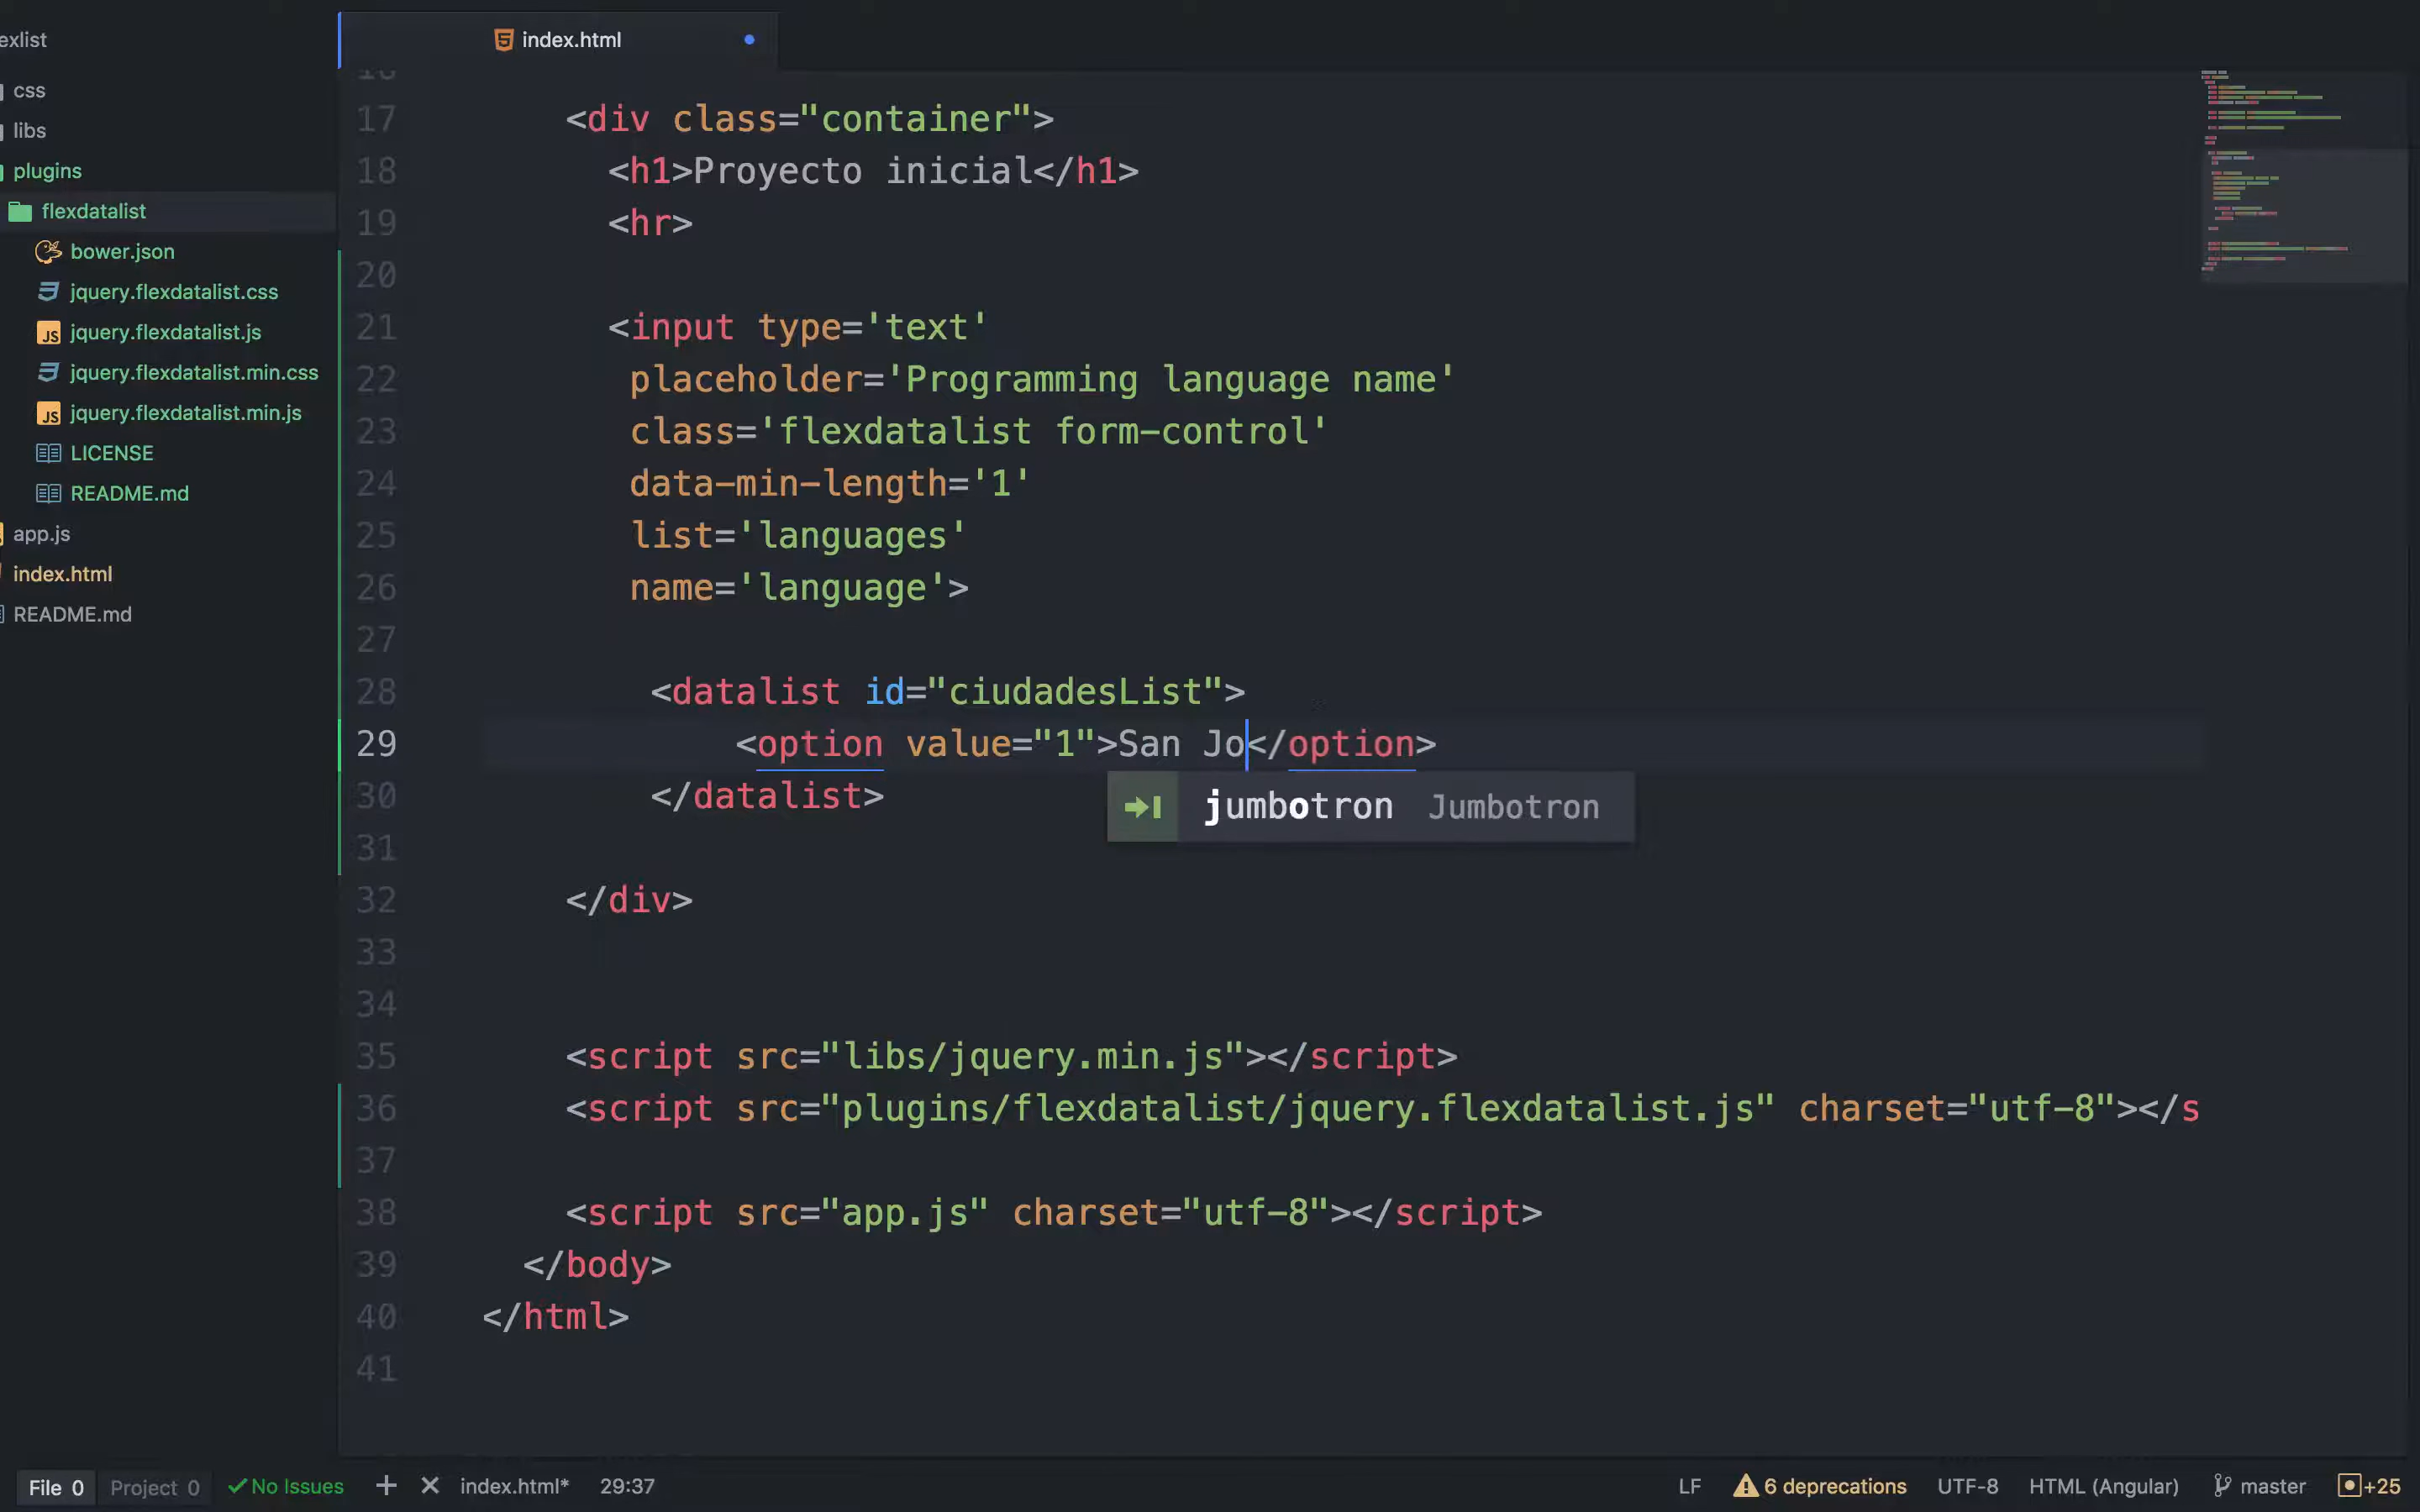 exlist
css
libs
plugins
flexdatalist
bower.json
jquery.flexdatalist.css
jquery.flexdatalist.js
jquery.flexdatalist.min.css
jquery.flexdatalist.min.js
LICENSE
README.md
app.js
index.html
README.md
index.html
16
17 <div class="container">
18 <h1>Proyecto inicial</h1>
19 <hr>
20
21 <input type='text'
22 placeholder='Programming language name'
23 class='flexdatalist form-control'
24 data-min-length='1'
25 list='languages'
26 name='language'>
27
28 <datalist id="ciudadesList">
29 <option value="1">San Jo</option>
30 </datalist>
jumbotron Jumbotron
31
32 </div>
33
34
35 <script src="libs/jquery.min.js"></script>
36 <script src="plugins/flexdatalist/jquery.flexdatalist.js" charset="utf-8"></s
37
38 <script src="app.js" charset="utf-8"></script>
39 </body>
40 </html>
41
File 0 Project 0 No Issues index.html* 29:37 LF 6 deprecations UTF-8 HTML (Angular) master +25